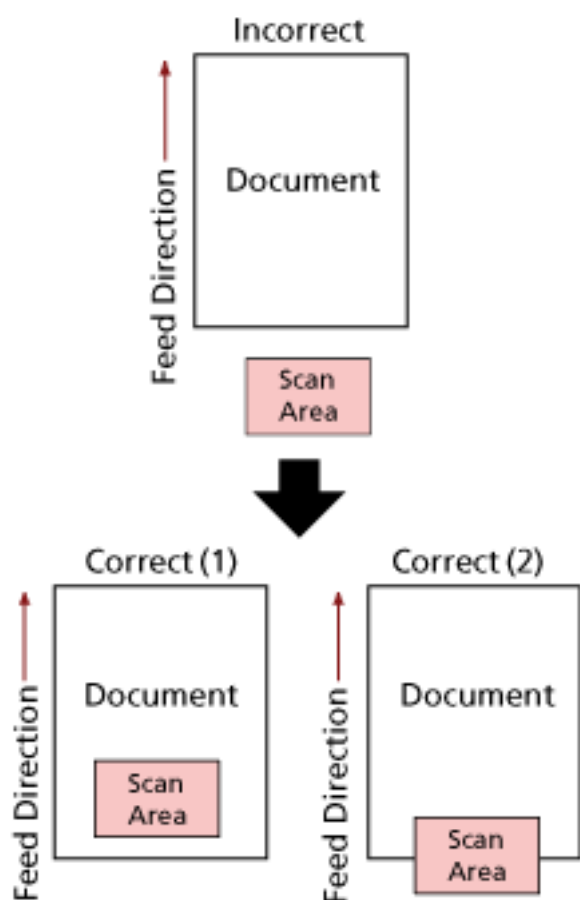 Incorrect
Feed Direction
Document
Scan
Area
Correct (1)
Feed Direction
Document
Scan
Area
Correct (2)
Feed Direction
Document
Scan
Area